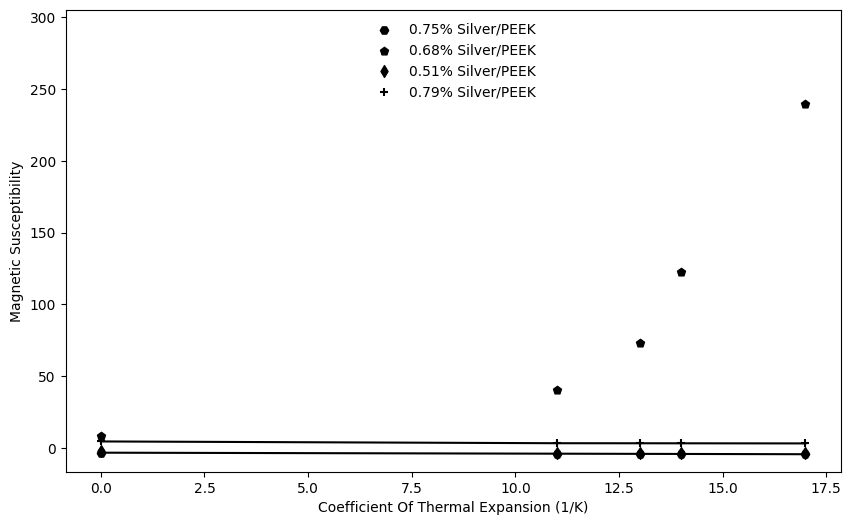 300
250
200
150
100
50
0
Magnetic Susceptibility
0.75% Silver/PEEK
0.68% Silver/PEEK
0.51% Silver/PEEK
0.79% Silver/PEEK
0.0 2.5 5.0 7.5 10.0 12.5 15.0 17.5
Coefficient Of Thermal Expansion (1/K)